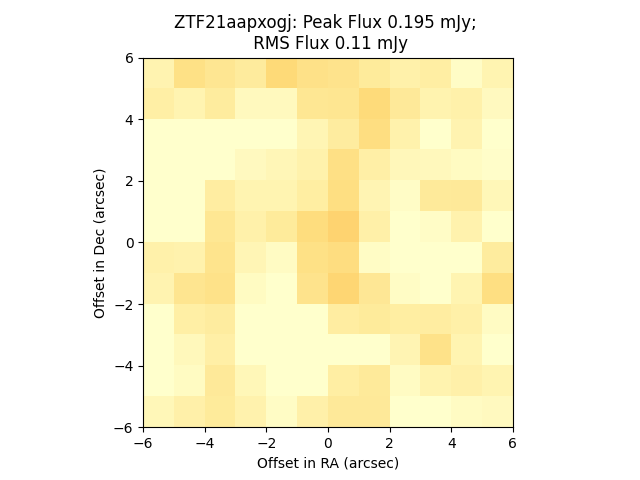 ZTF21aapxogj: Peak Flux 0.195 mJy;
RMS Flux 0.11 mJy
6
4
2
0
−2
−4
−6
Offset in Dec (arcsec)
−6 −4 −2 0 2 4 6
Offset in RA (arcsec)